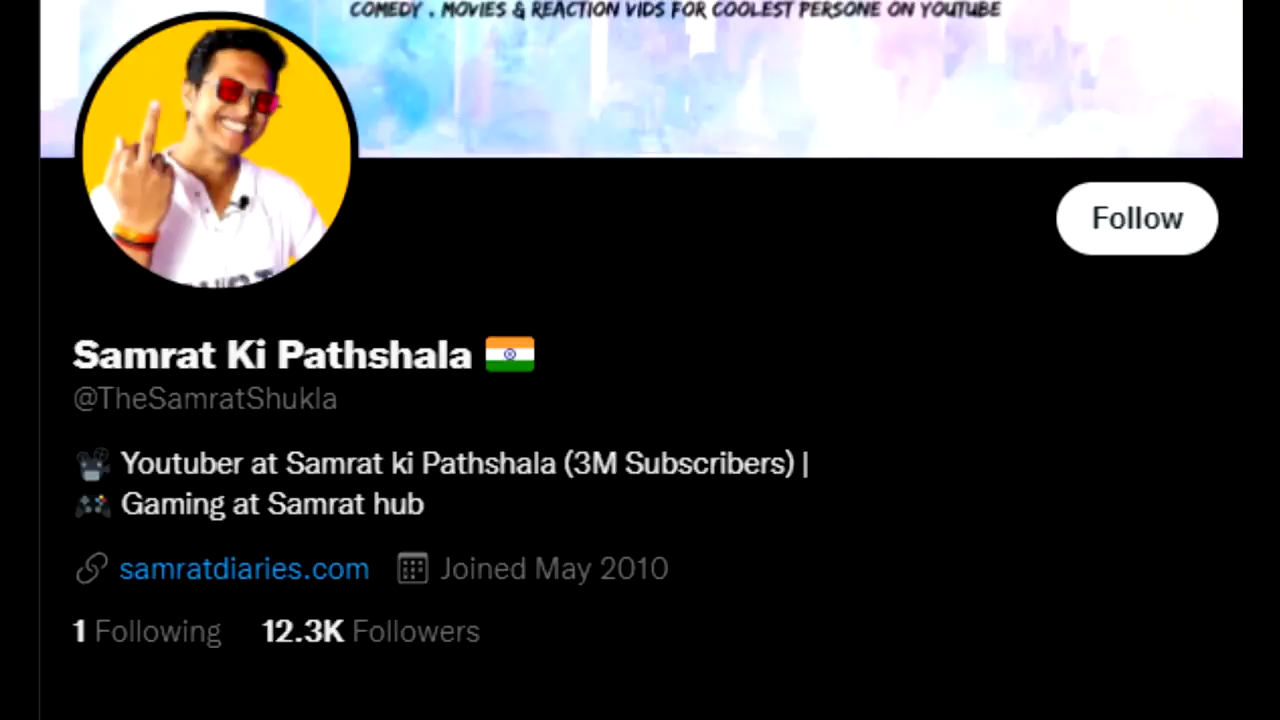 COMEDY . MOVIES & REACTION VIDS FOR COOLEST PERSONE ON YOUTUBE
Follow
Samrat Ki Pathshala
@TheSamratShukla
Youtuber at Samrat ki Pathshala (3M Subscribers) |
Gaming at Samrat hub
samratdiaries.com Joined May 2010
1 Following 12.3K Followers